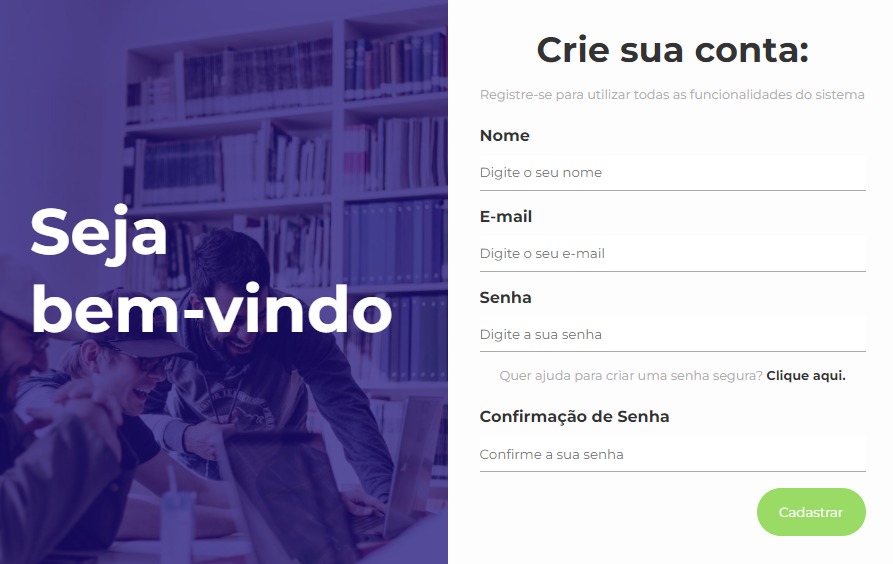 Seja
bem-vindo
Crie sua conta:
Registre-se para utilizar todas as funcionalidades do sistema
Nome
Digite o seu nome
E-mail
Digite o seu e-mail
Senha
Digite a sua senha
Quer ajuda para criar uma senha segura? Clique aqui.
Confirmação de Senha
Confirme a sua senha
Cadastrar